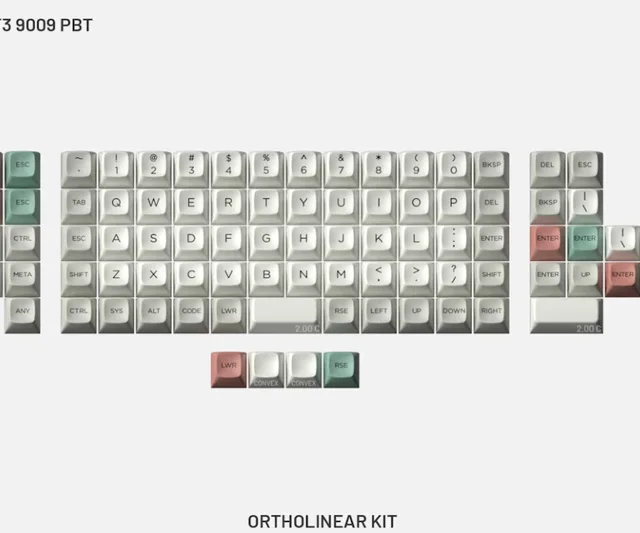 T3 9009 PBT
ESC ~ ` ! 1 @ 2 # 3 $ 4 % 5 ^ 6 & 7 * 8 ( 9 ) 0 BKSP DEL ESC
ESC TAB Q W E R T Y U I O P DEL BKSP | \
CTRL ESC A S D F G H J K L : ; ENTER ENTER ENTER | \
META SHIFT Z X C V B N M < , > . ? / SHIFT ENTER UP ENTER
ANY CTRL SYS ALT CODE LWR 2.00 C RSE LEFT UP DOWN RIGHT 2.00 C
LWR CONVEX CONVEX RSE
ORTHOLINEAR KIT